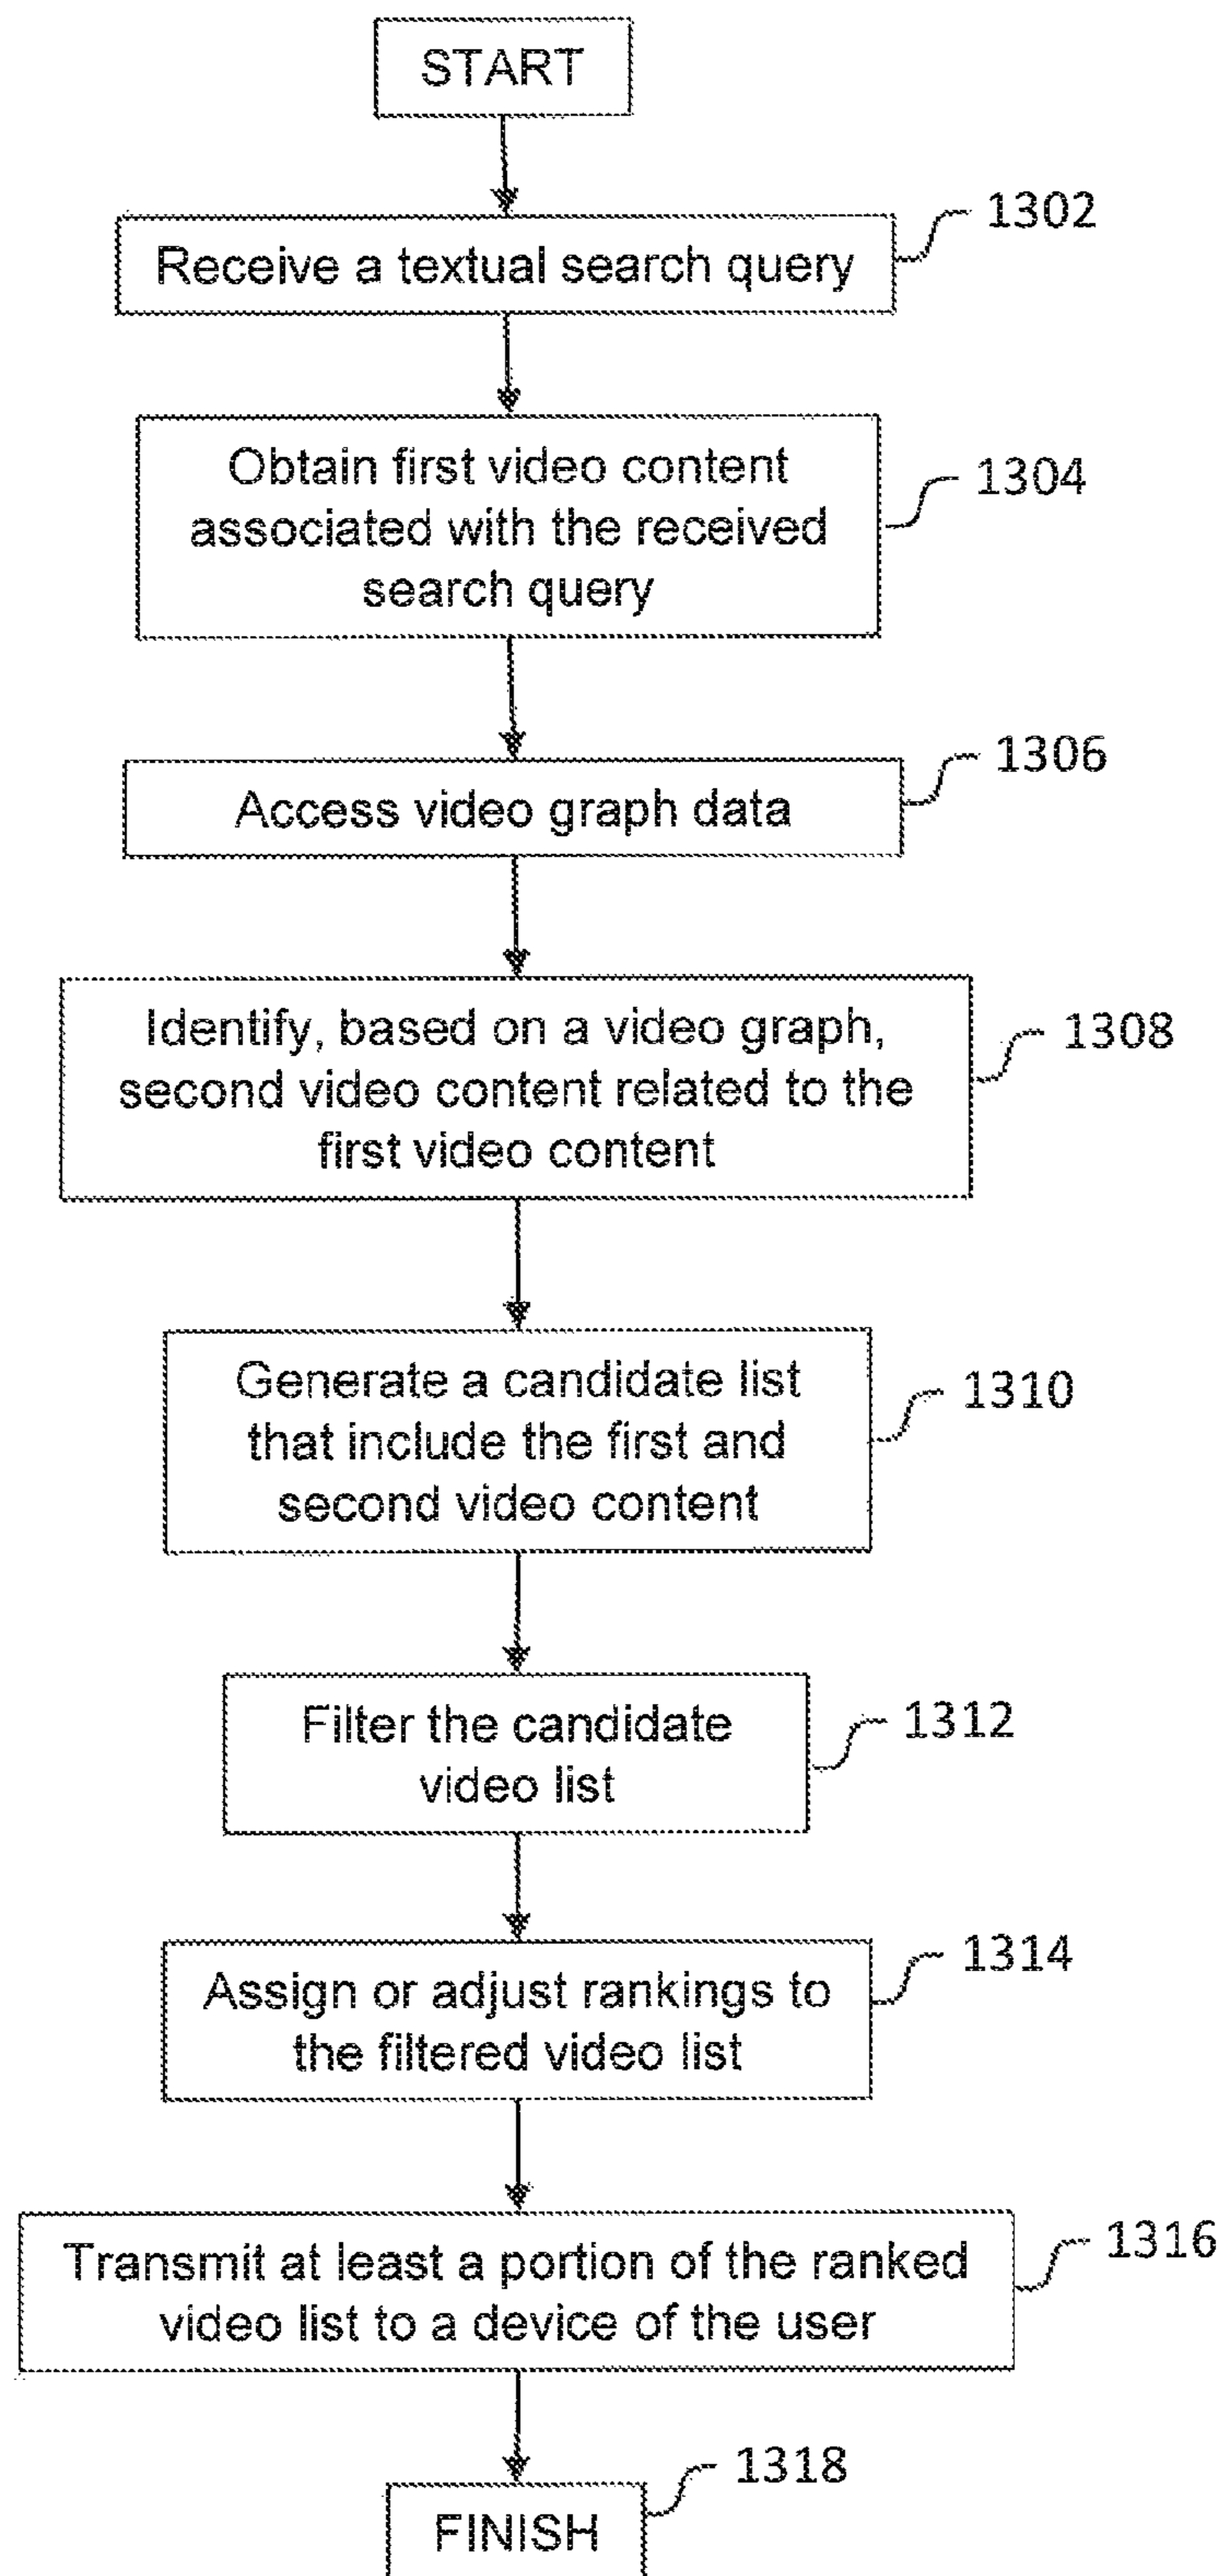 START
1302
Receive a textual search query
Obtain first video content
associated with the received
search query
1304
1306
Access video graph data
Identify, based on a video graph,
second video content related to the
first video content
1308
Generate a candidate list
that include the first and
second video content
1310
Filter the candidate
video list
1312
Assign or adjust rankings to
the filtered video list
1314
Transmit at least a portion of the ranked
video list to a device of the user
1316
1318
FINISH